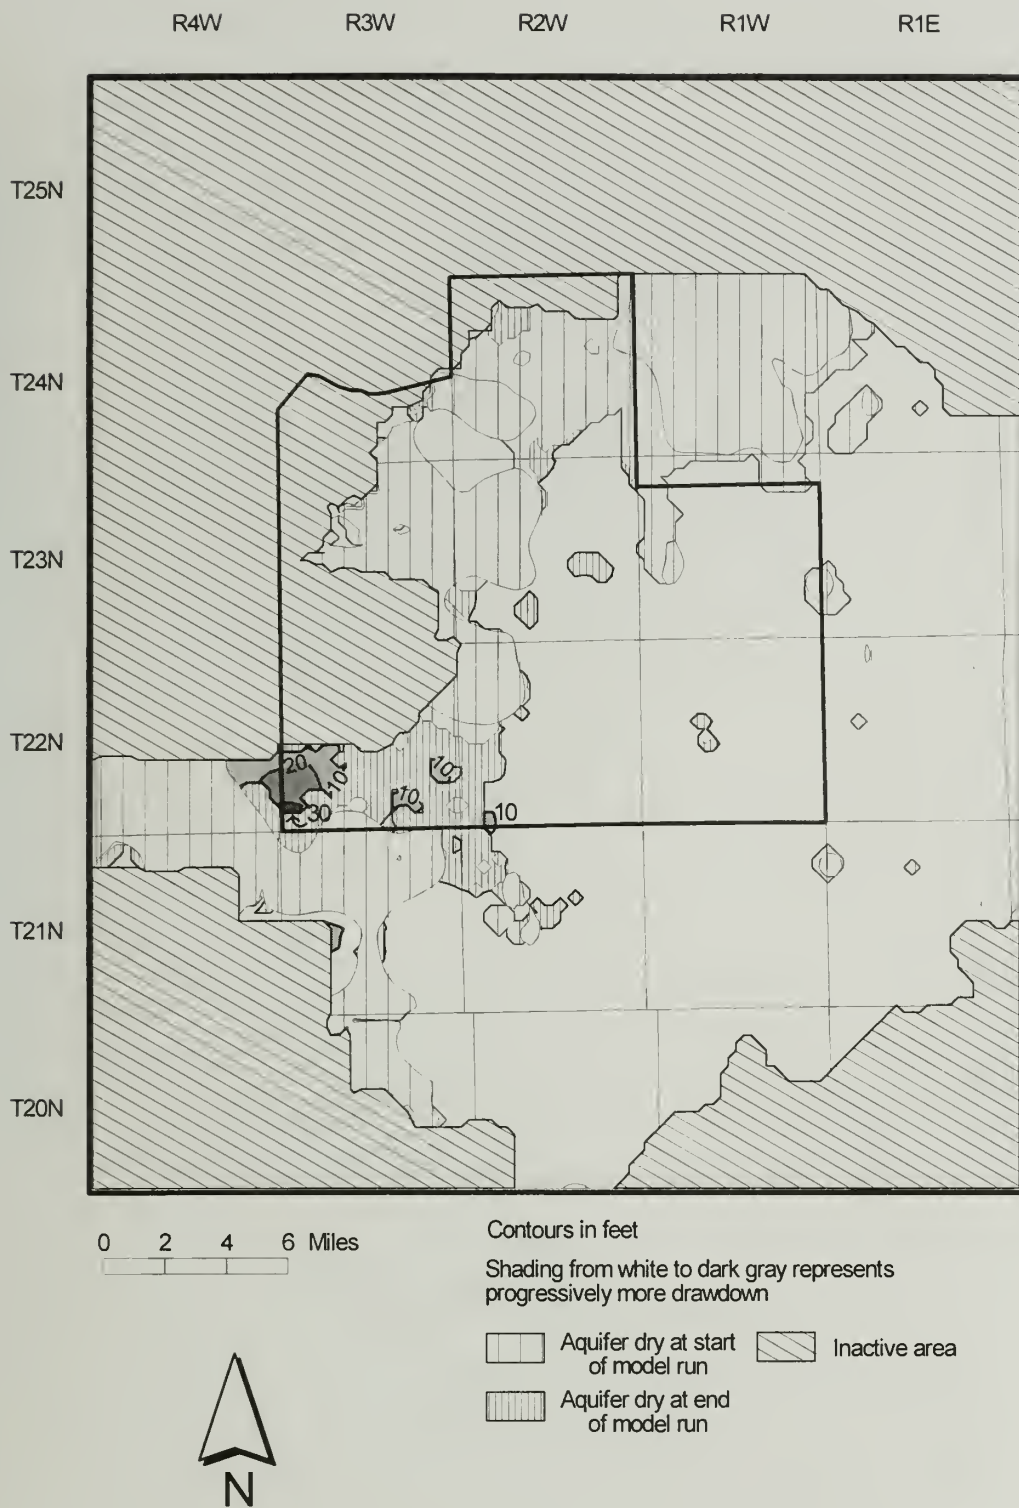 R4W R3W R2W R1W R1E
T25N
T24N
T23N
T22N
20
10
10
10
10
30
T21N
T20N
0 2 4 6 Miles
Contours in feet
Shading from white to dark gray represents
progressively more drawdown
Aquifer dry at start
of model run
Inactive area
Aquifer dry at end
of model run
N